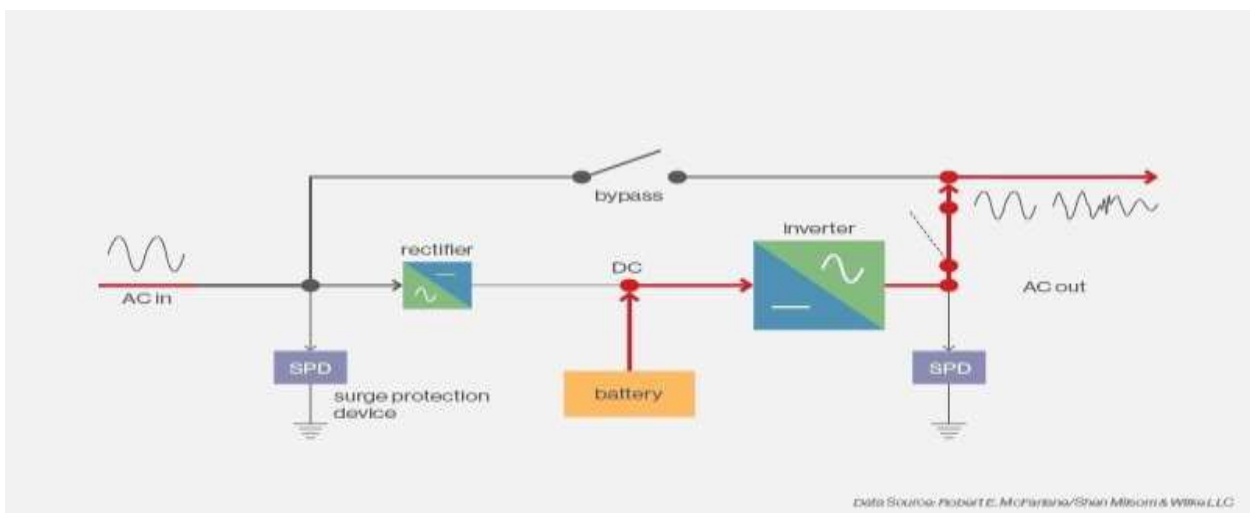 bypass
rectifier
inverter
DC
AC in
AC out
SPD
surge protection
device
battery
SPD
Data Source: Robert E. McFarlane/Shen Milsom & Wilke LLC